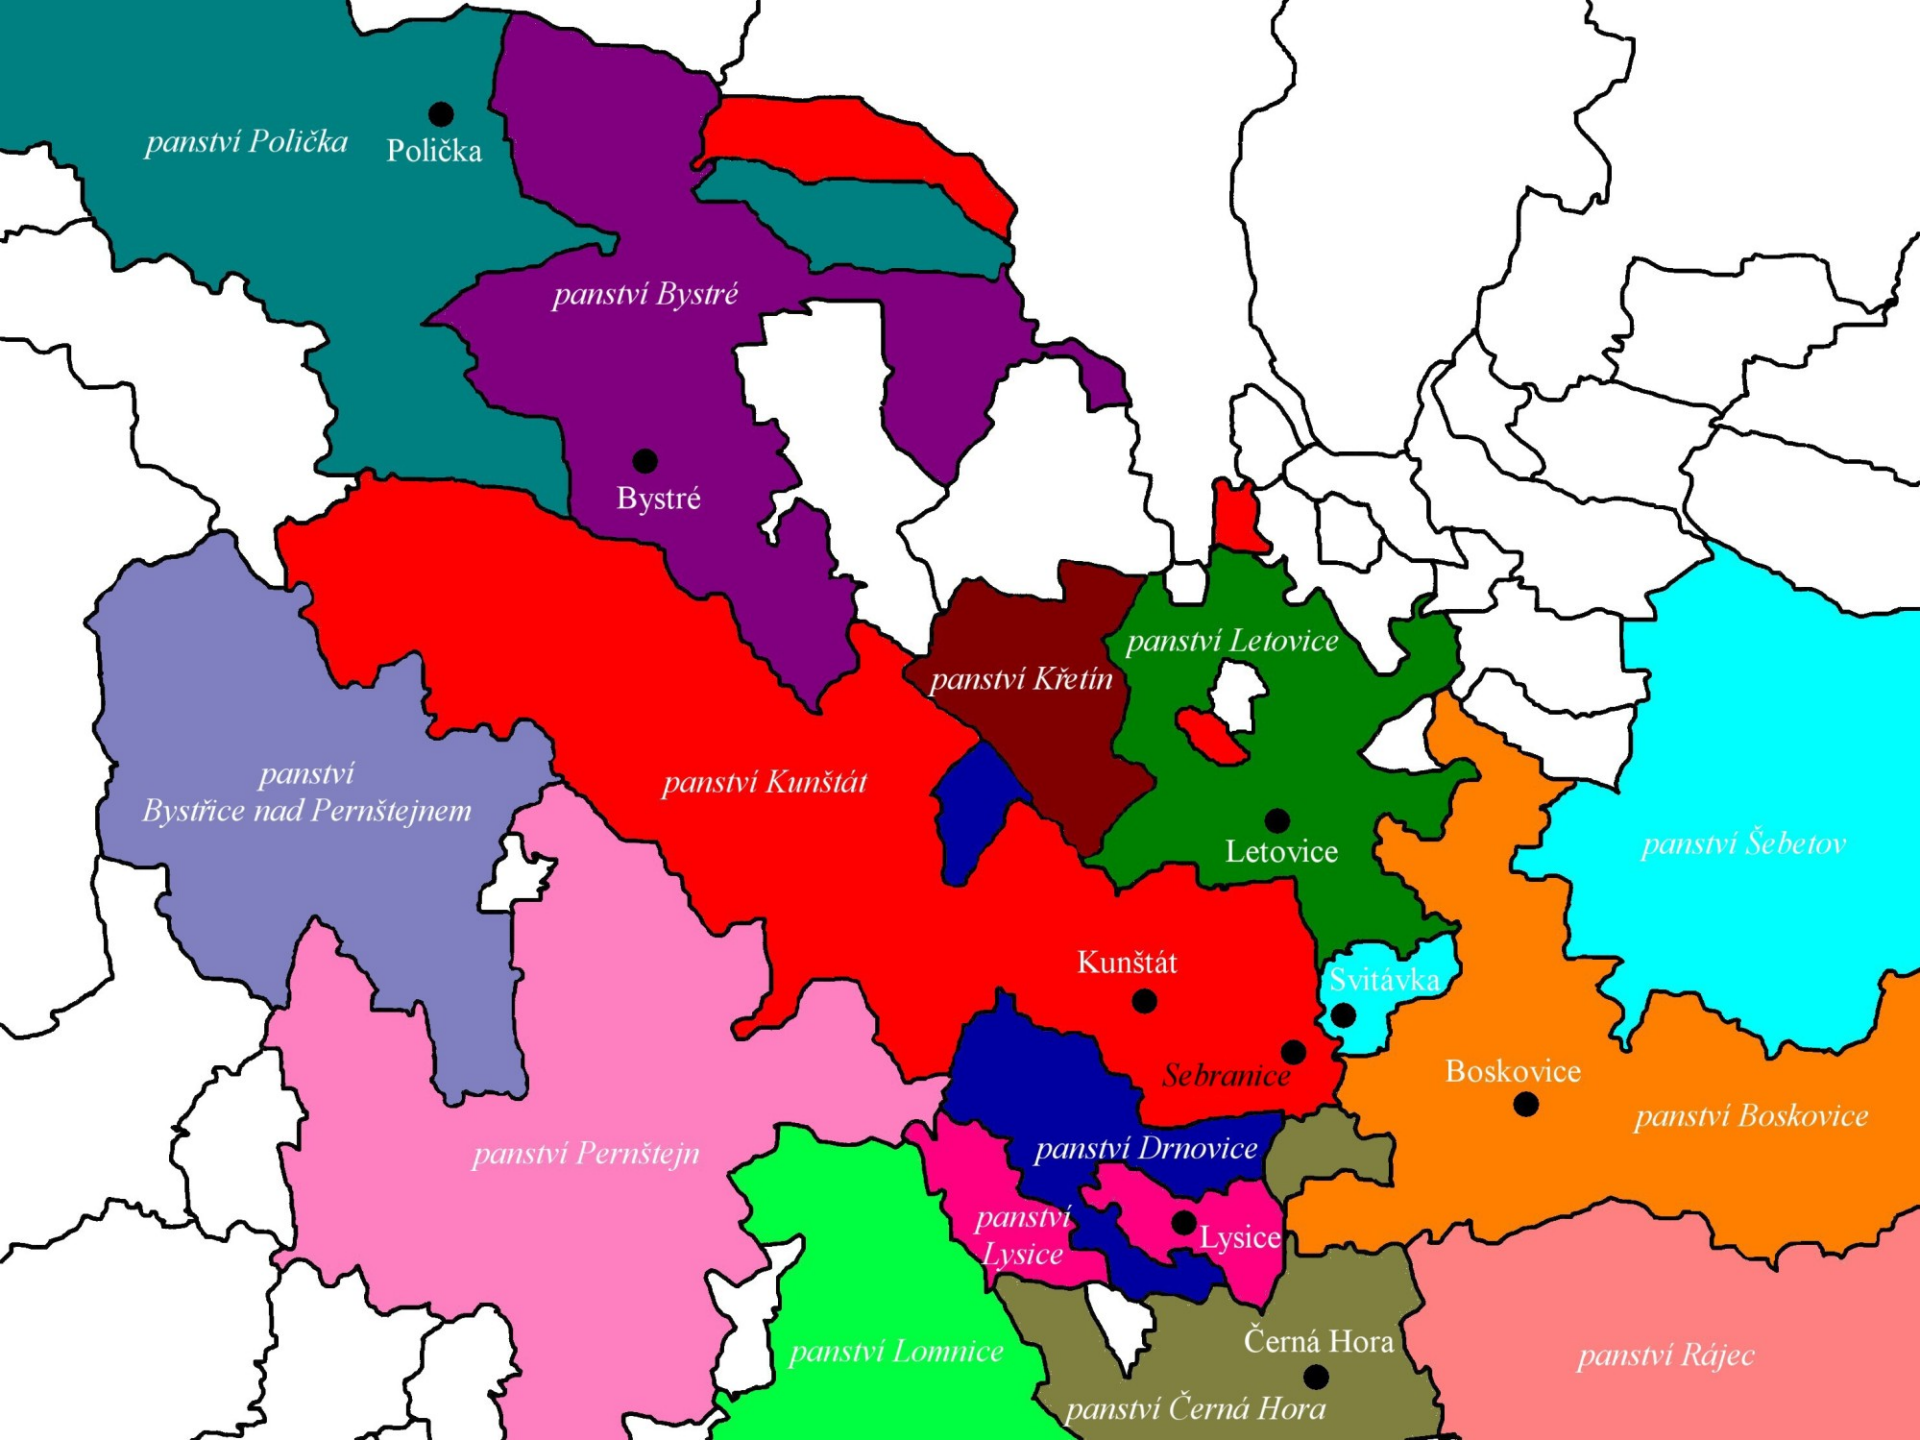 panství Polička
Polička
panství Bystré
Bystré
panství Letovice
panství Křetín
panství
Bystřice nad Pernštejnem
panství Kunštát
Letovice
panství Šebetov
Kunštát
Svitávka
Sebranice
Boskovice
panství Boskovice
panství Pernštejn
panství Drnovice
panství
Lysice
Lysice
panství Lomnice
Černá Hora
panství Rájec
panství Černá Hora